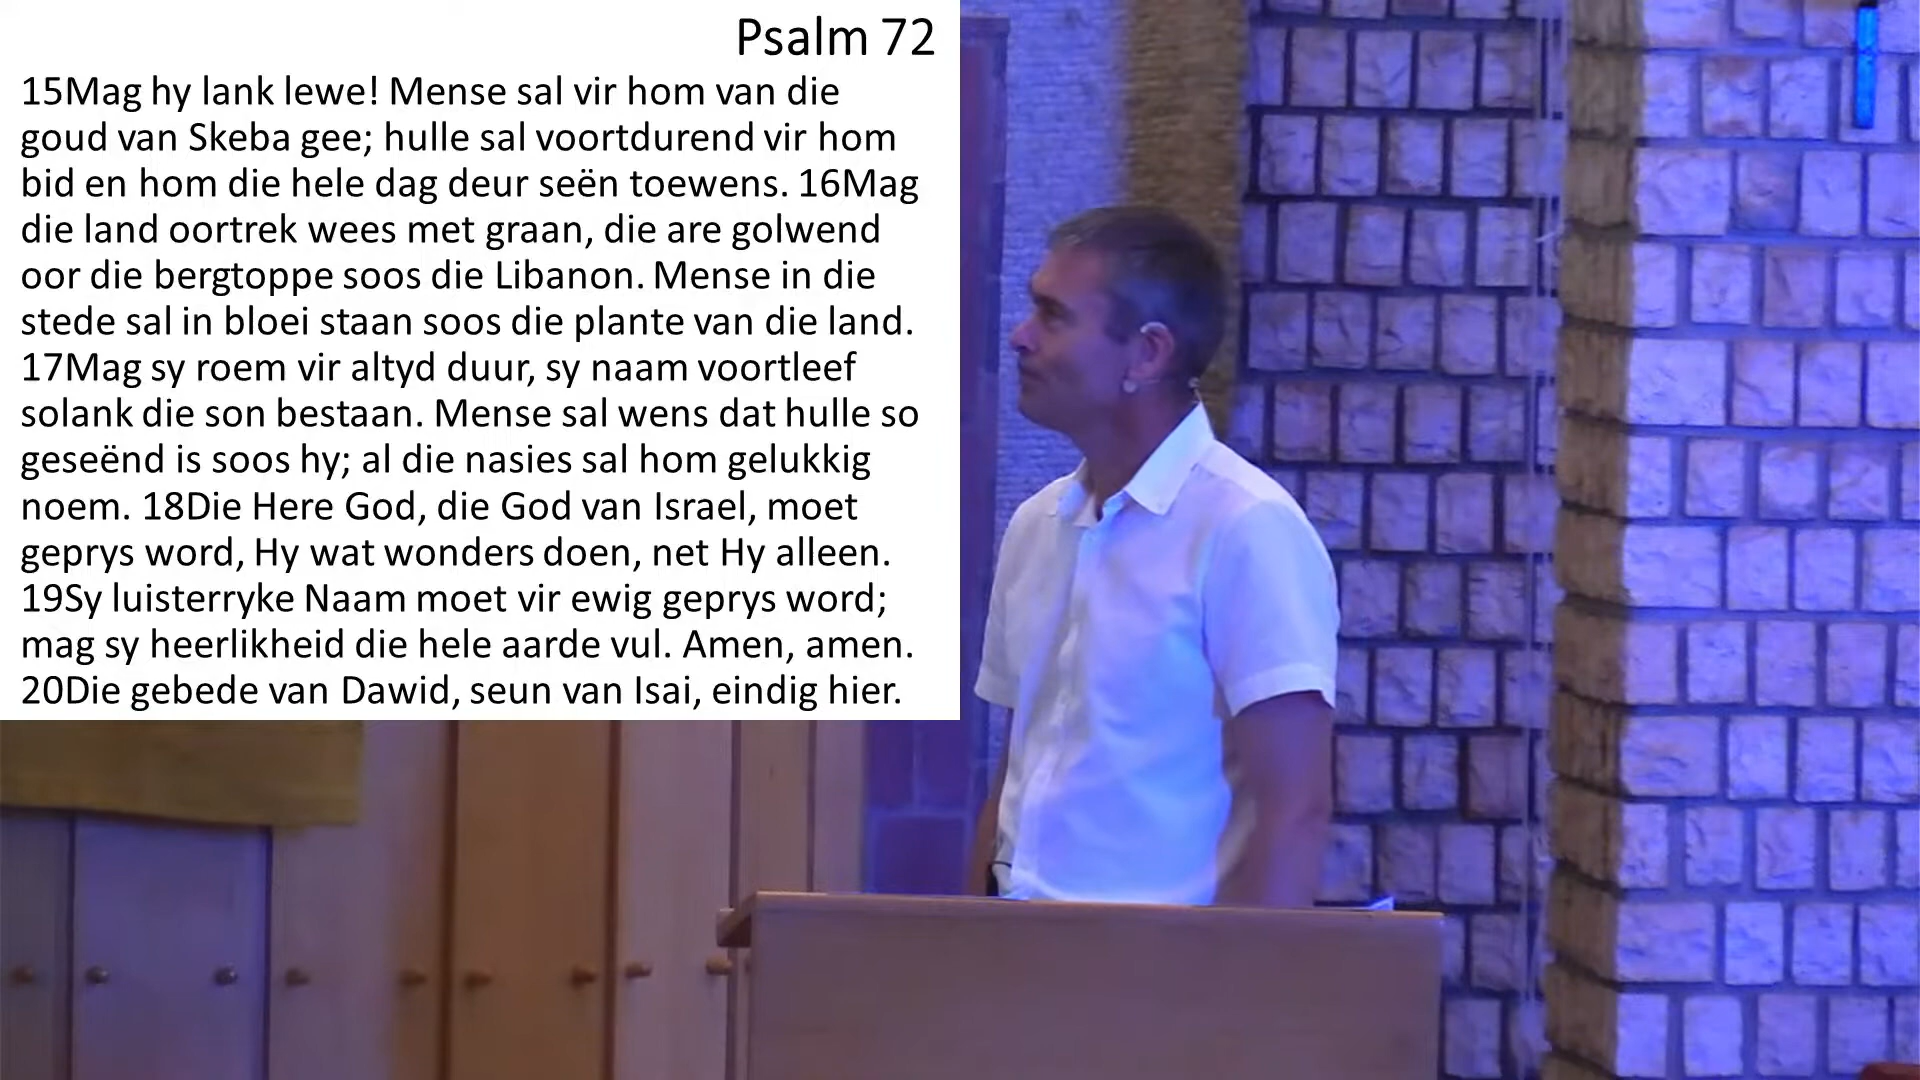 Psalm 72
15Mag hy lank lewe! Mense sal vir hom van die
goud van Skeba gee; hulle sal voortdurend vir hom
bid en hom die hele dag deur seën toewens. 16Mag
die land oortrek wees met graan, die are golwend
oor die bergtoppe soos die Libanon. Mense in die
stede sal in bloei staan soos die plante van die land.
17Mag sy roem vir altyd duur, sy naam voortleef
solank die son bestaan. Mense sal wens dat hulle so
geseënd is soos hy; al die nasies sal hom gelukkig
noem. 18Die Here God, die God van Israel, moet
geprys word, Hy wat wonders doen, net Hy alleen.
19Sy luisterryke Naam moet vir ewig geprys word;
mag sy heerlikheid die hele aarde vul. Amen, amen.
20Die gebede van Dawid, seun van Isai, eindig hier.